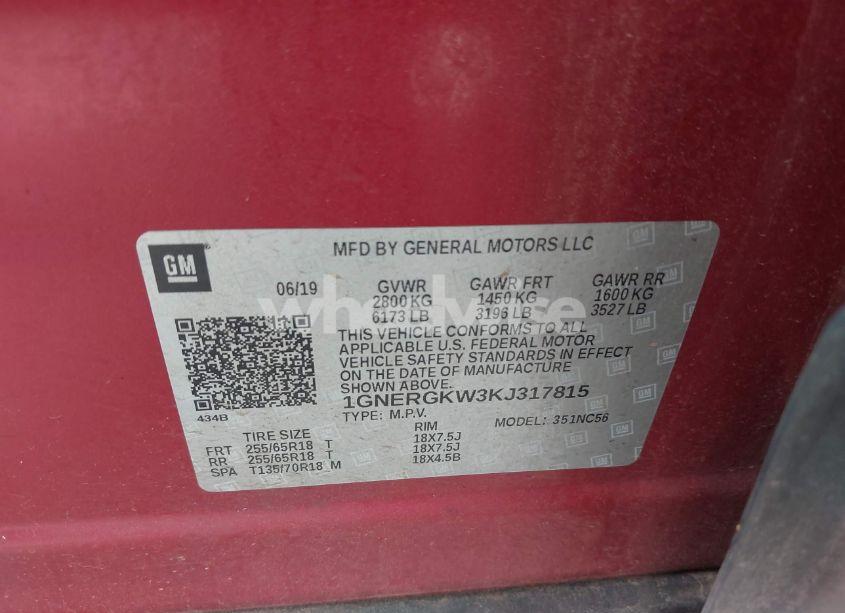 GM
MFD BY GENERAL MOTORS LLC
06/19 GVWR GAWR FRT GAWR RR
2800 KG 1450 KG 1600 KG
6173 LB 3196 LB 3527 LB
THIS VEHICLE CONFORMS TO ALL
APPLICABLE U.S. FEDERAL MOTOR
VEHICLE SAFETY STANDARDS IN EFFECT
ON THE DATE OF MANUFACTURE
SHOWN ABOVE.
1GNERGKW3KJ317815
434B
TYPE: M.P.V. MODEL: 351NC56
TIRE SIZE RIM
FRT 255/65R18 T 18X7.5J
RR 255/65R18 T 18X7.5J
SPA T135/70R18 M 18X4.5B